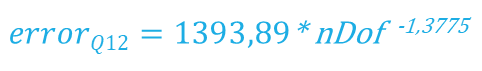 error_Q12 = 1393,89 * nDof ^-1,3775